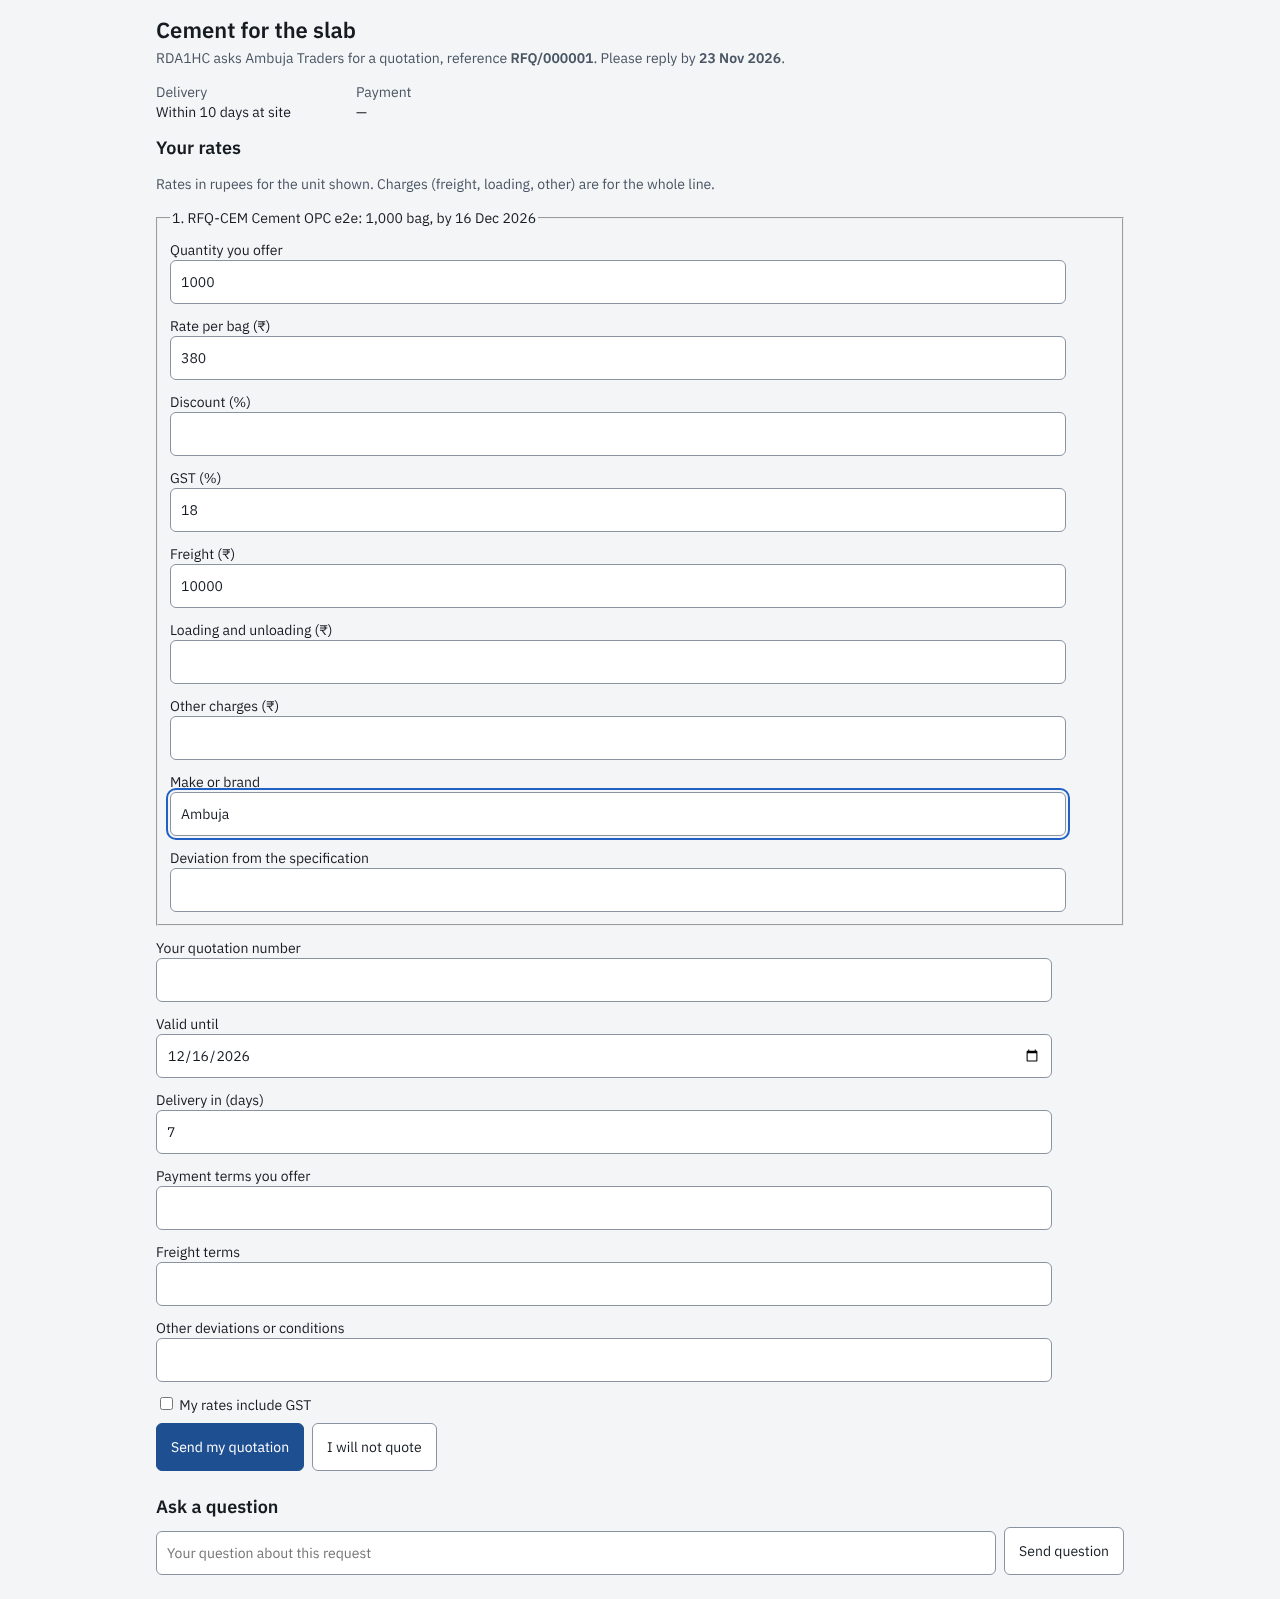 Cement for the slab
RDA1HC asks Ambuja Traders for a quotation, reference RFQ/000001. Please reply by 23 Nov 2026.
Delivery
Payment
Within 10 days at site
—
Your rates
Rates in rupees for the unit shown. Charges (freight, loading, other) are for the whole line.
1. RFQ-CEM Cement OPC e2e: 1,000 bag, by 16 Dec 2026
Quantity you offer
1000
Rate per bag (₹)
380
Discount (%)
GST (%)
18
Freight (₹)
10000
Loading and unloading (₹)
Other charges (₹)
Make or brand
Ambuja
Deviation from the specification
Your quotation number
Valid until
12/16/2026
Delivery in (days)
7
Payment terms you offer
Freight terms
Other deviations or conditions
My rates include GST
Send my quotation
I will not quote
Ask a question
Your question about this request
Send question